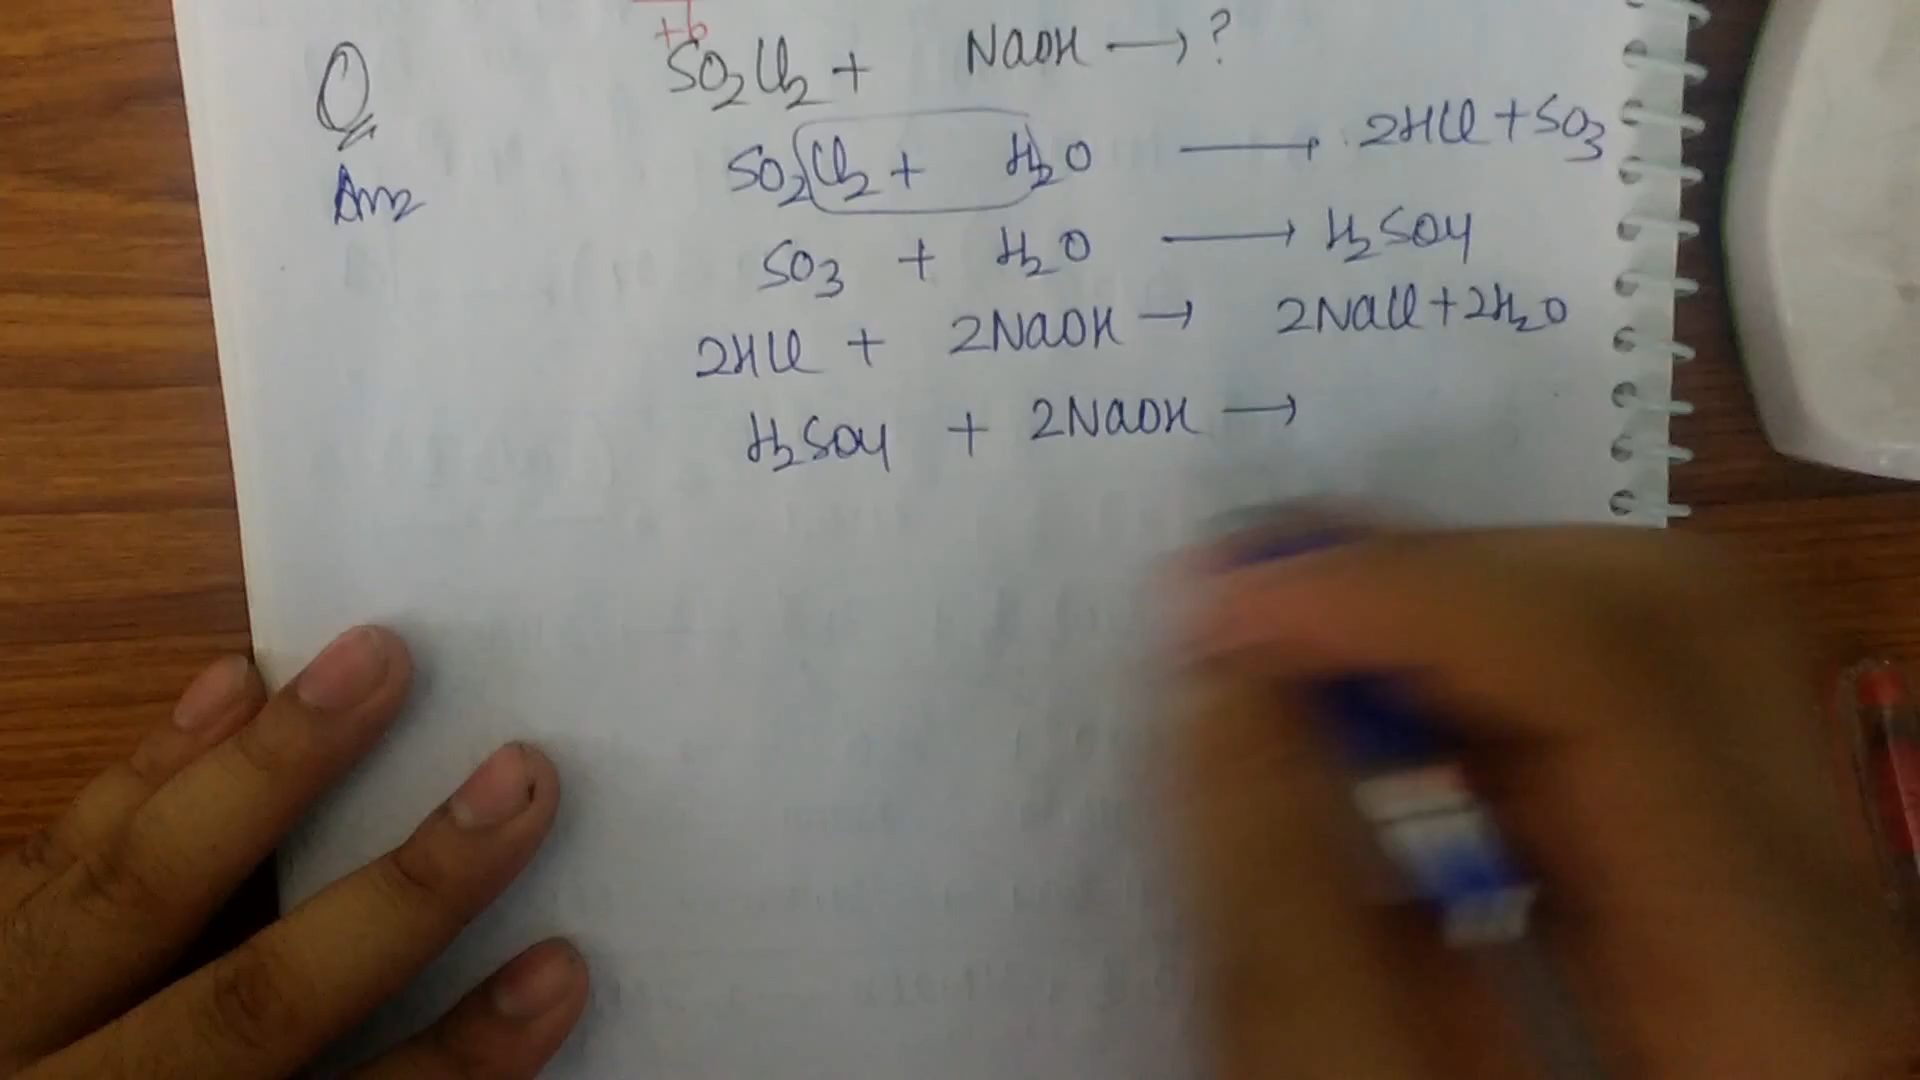 +6
Q SO2Cl2 + NaOH → ?
Ans SO2Cl2 + H2O → 2HCl + SO3
SO3 + H2O → H2SO4
2HCl + 2NaOH → 2NaCl + 2H2O
H2SO4 + 2NaOH →